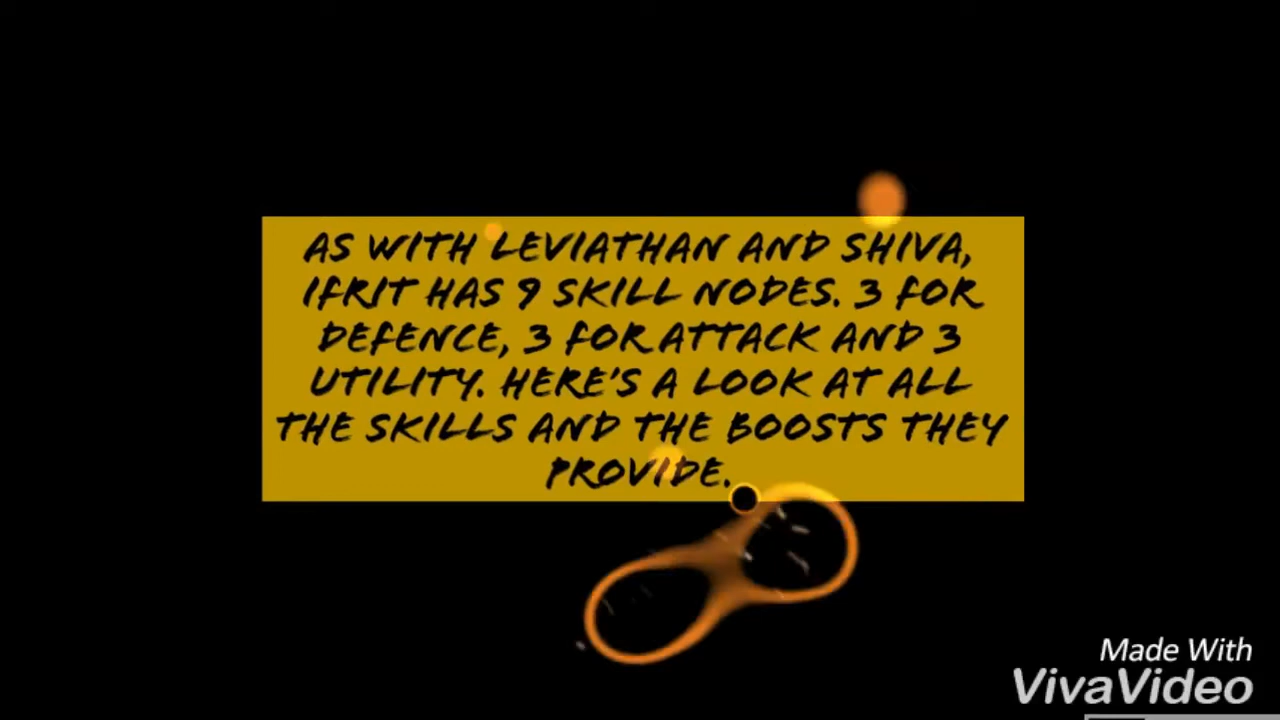 AS WITH LEVIATHAN AND SHIVA,
IFRIT HAS 9 SKILL NODES. 3 FOR
DEFENCE, 3 FOR ATTACK AND 3
UTILITY. HERE'S A LOOK AT ALL
THE SKILLS AND THE BOOSTS THEY
PROVIDE.
Made With
VivaVideo